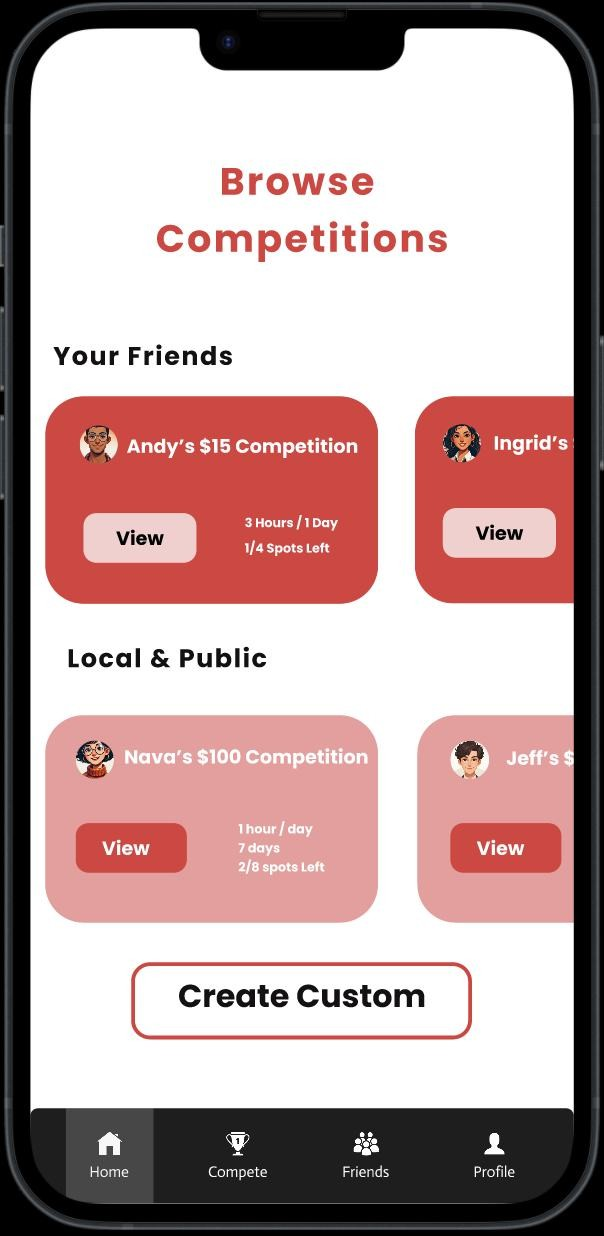 Browse
Competitions
Your Friends
Andy's $15 Competition
Ingrid's
View
3 Hours / 1 Day
1/4 Spots Left
View
Local & Public
Nava's $100 Competition
Jeff's $
View
1 hour / day
7 days
2/8 spots Left
View
Create Custom
Home
Compete
Friends
Profile